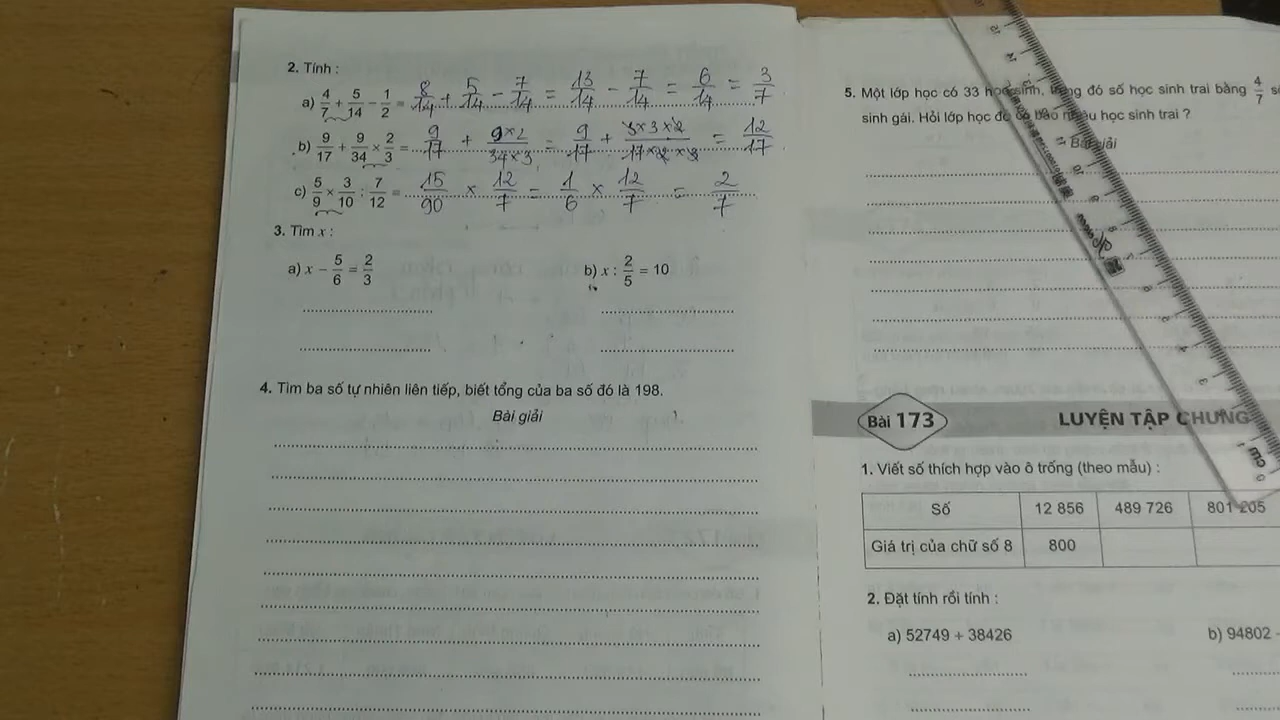 2. Tính :
a) 4/7 + 5/14 − 1/2 = 8/14 + 5/14 − 7/14 = 13/14 − 7/14 = 6/14 = 3/7
b) 9/17 + 9/34 × 2/3 = 9/17 + 9×2/34×3 = 9/17 + 3×3×2/17×2×3 = 12/17
c) 5/9 × 3/10 : 7/12 = 15/90 × 12/7 = 1/6 × 12/7 = 2/7
3. Tìm x :
a) x − 5/6 = 2/3
b) x : 2/5 = 10
4. Tìm ba số tự nhiên liên tiếp, biết tổng của ba số đó là 198.
Bài giải
5. Một lớp học có 33 học sinh, trong đó số học sinh trai bằng 4/7 s
sinh gái. Hỏi lớp học đó có bao nhiêu học sinh trai ?
Bài giải
Bài 173 LUYỆN TẬP CHUNG
1. Viết số thích hợp vào ô trống (theo mẫu) :
Số 12 856 489 726 801 205
Giá trị của chữ số 8 800
2. Đặt tính rồi tính :
a) 52749 + 38426
b) 94802 -
cm